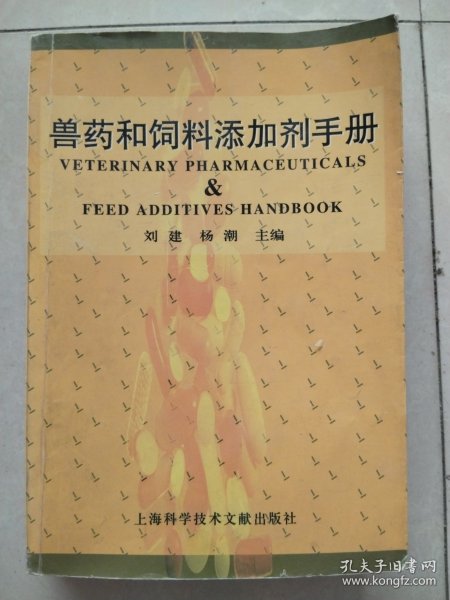 兽药和饲料添加剂手册
VETERINARY PHARMACEUTICALS
&
FEED ADDITIVES HANDBOOK
刘建 杨潮 主编
上海科学技术文献出版社
孔夫子旧书网
www.kongfz.com